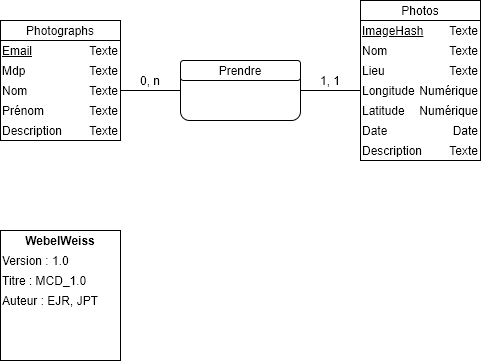 Photographs
Email Texte
Mdp Texte
Nom Texte
Prénom Texte
Description Texte
0, n
Prendre
1, 1
Photos
ImageHash Texte
Nom Texte
Lieu Texte
Longitude Numérique
Latitude Numérique
Date Date
Description Texte
WebelWeiss
Version : 1.0
Titre : MCD_1.0
Auteur : EJR, JPT